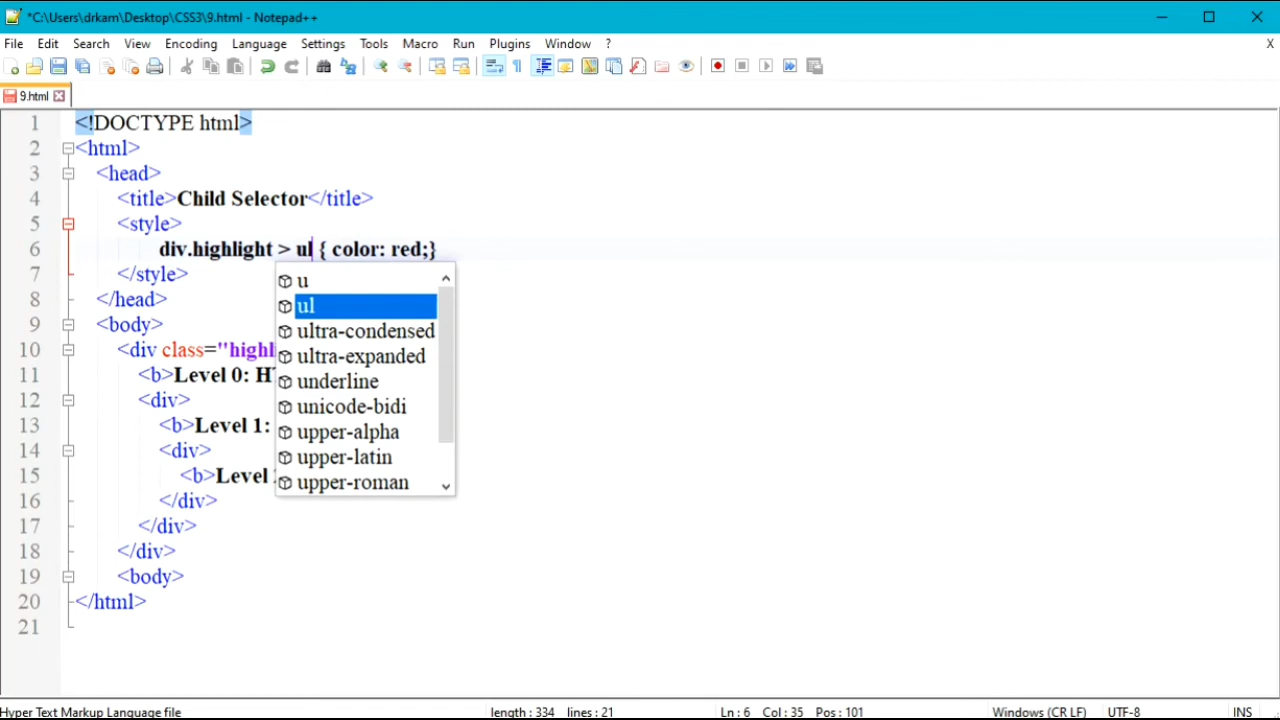 *C:\Users\drkam\Desktop\CSS3\9.html - Notepad++
File Edit Search View Encoding Language Settings Tools Macro Run Plugins Window ? X
9.html
1 <!DOCTYPE html>
2 <html>
3 <head>
4 <title>Child Selector</title>
5 <style>
6 div.highlight > ul { color: red;}
7 </style>
8 </head>
9 <body>
10 <div class="highl
11 <b>Level 0: HT
12 <div>
13 <b>Level 1:
14 <div>
15 <b>Level
16 </div>
17 </div>
18 </div>
19 <body>
20 </html>
21
u
ul
ultra-condensed
ultra-expanded
underline
unicode-bidi
upper-alpha
upper-latin
upper-roman
Hyper Text Markup Language file length : 334 lines : 21 Ln : 6 Col : 35 Pos : 101 Windows (CR LF) UTF-8 INS